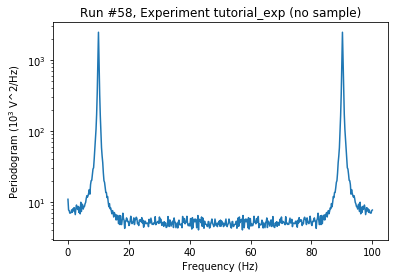 Run #58, Experiment tutorial_exp (no sample)
Periodogram (10³ V^2/Hz)
10³
10²
10¹
0 20 40 60 80 100
Frequency (Hz)